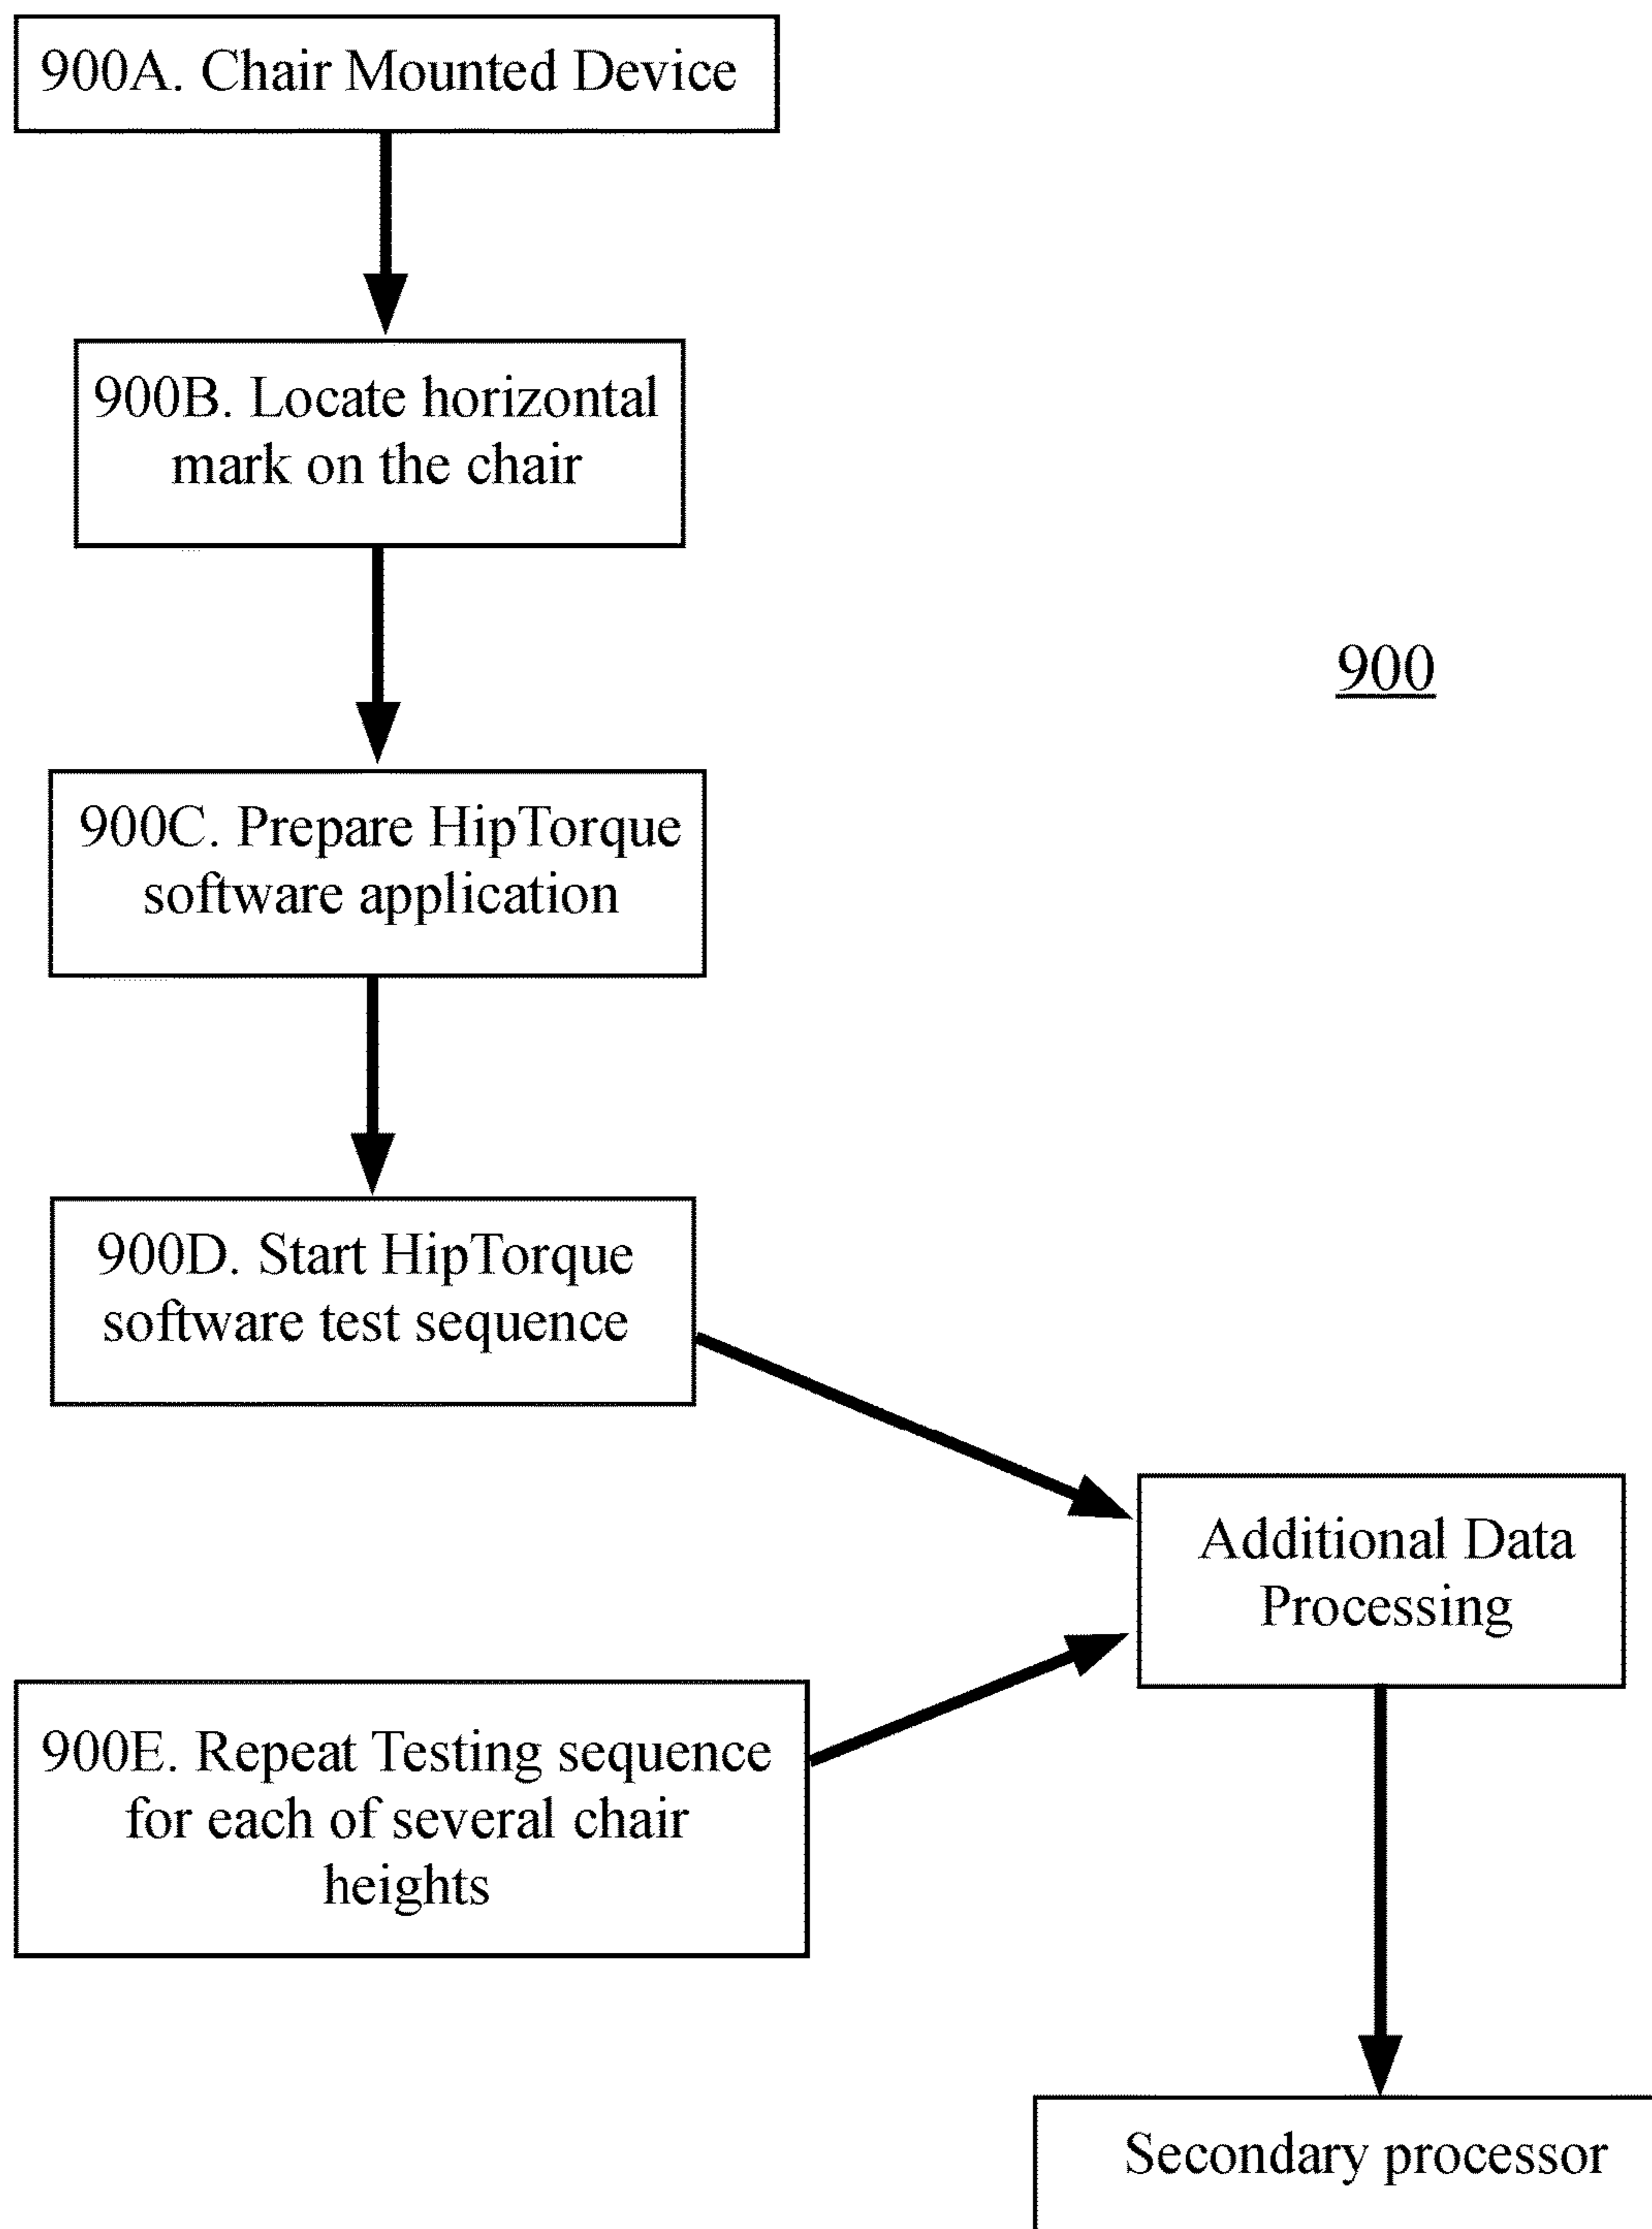 900A. Chair Mounted Device
900B. Locate horizontal
mark on the chair
900
900C. Prepare HipTorque
software application
900D. Start HipTorque
software test sequence
Additional Data
Processing
900E. Repeat Testing sequence
for each of several chair
heights
Secondary processor